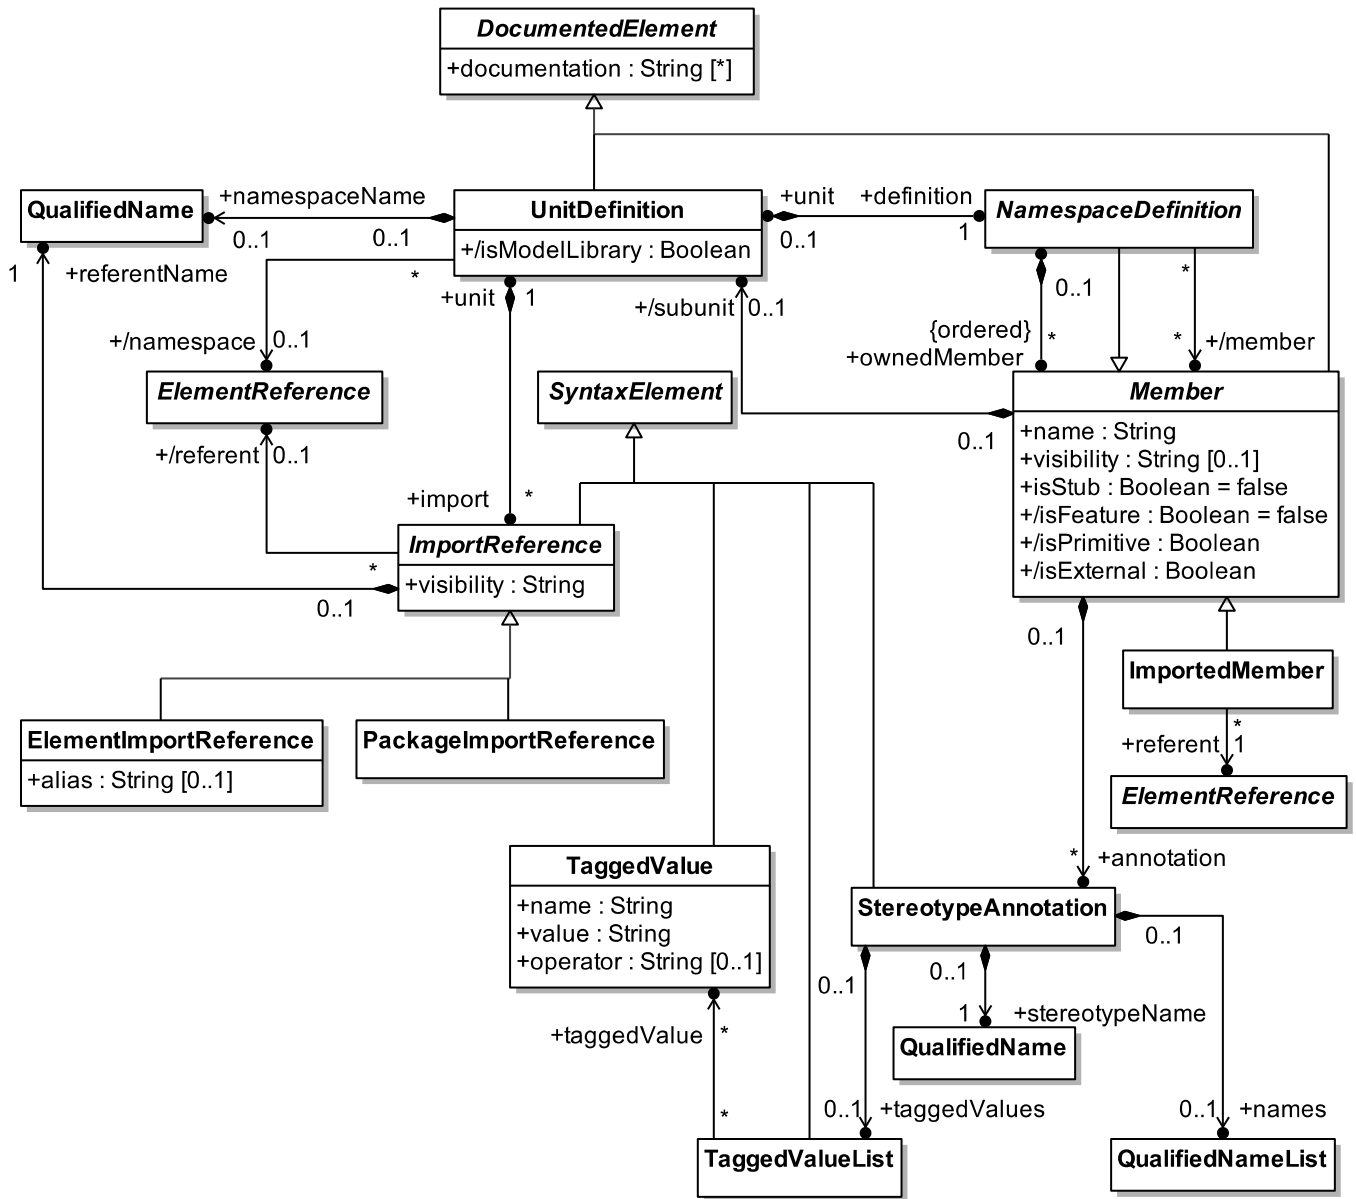 DocumentedElement
+documentation : String [*]
QualifiedName
+namespaceName
0..1
0..1
UnitDefinition
+/isModelLibrary : Boolean
+unit
0..1
+definition
1
NamespaceDefinition
1
+referentName
*
+/namespace
0..1
+unit
1
+/subunit
0..1
0..1
{ordered}
+ownedMember
*
*
*
+/member
ElementReference
+/referent
0..1
SyntaxElement
Member
+name : String
+visibility : String [0..1]
+isStub : Boolean = false
+/isFeature : Boolean = false
+/isPrimitive : Boolean
+/isExternal : Boolean
0..1
+import
*
ImportReference
+visibility : String
*
0..1
0..1
ImportedMember
*
+referent
1
ElementReference
ElementImportReference
+alias : String [0..1]
PackageImportReference
TaggedValue
+name : String
+value : String
+operator : String [0..1]
*
+annotation
StereotypeAnnotation
0..1
0..1
0..1
+taggedValue
*
*
1
+stereotypeName
QualifiedName
0..1
+taggedValues
0..1
+names
TaggedValueList
QualifiedNameList